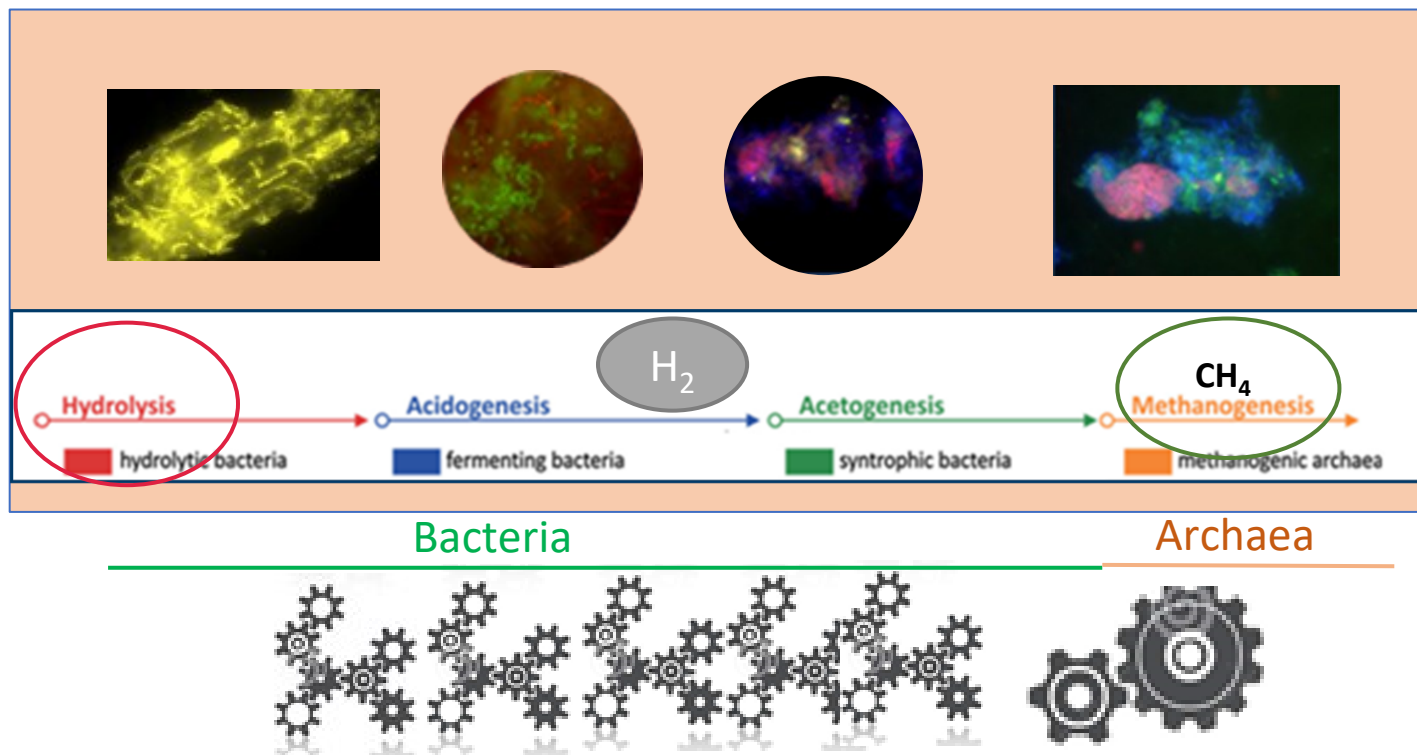 H₂
CH₄
Hydrolysis
Acidogenesis
Acetogenesis
Methanogenesis
hydrolytic bacteria
fermenting bacteria
syntrophic bacteria
methanogenic archaea
Bacteria
Archaea